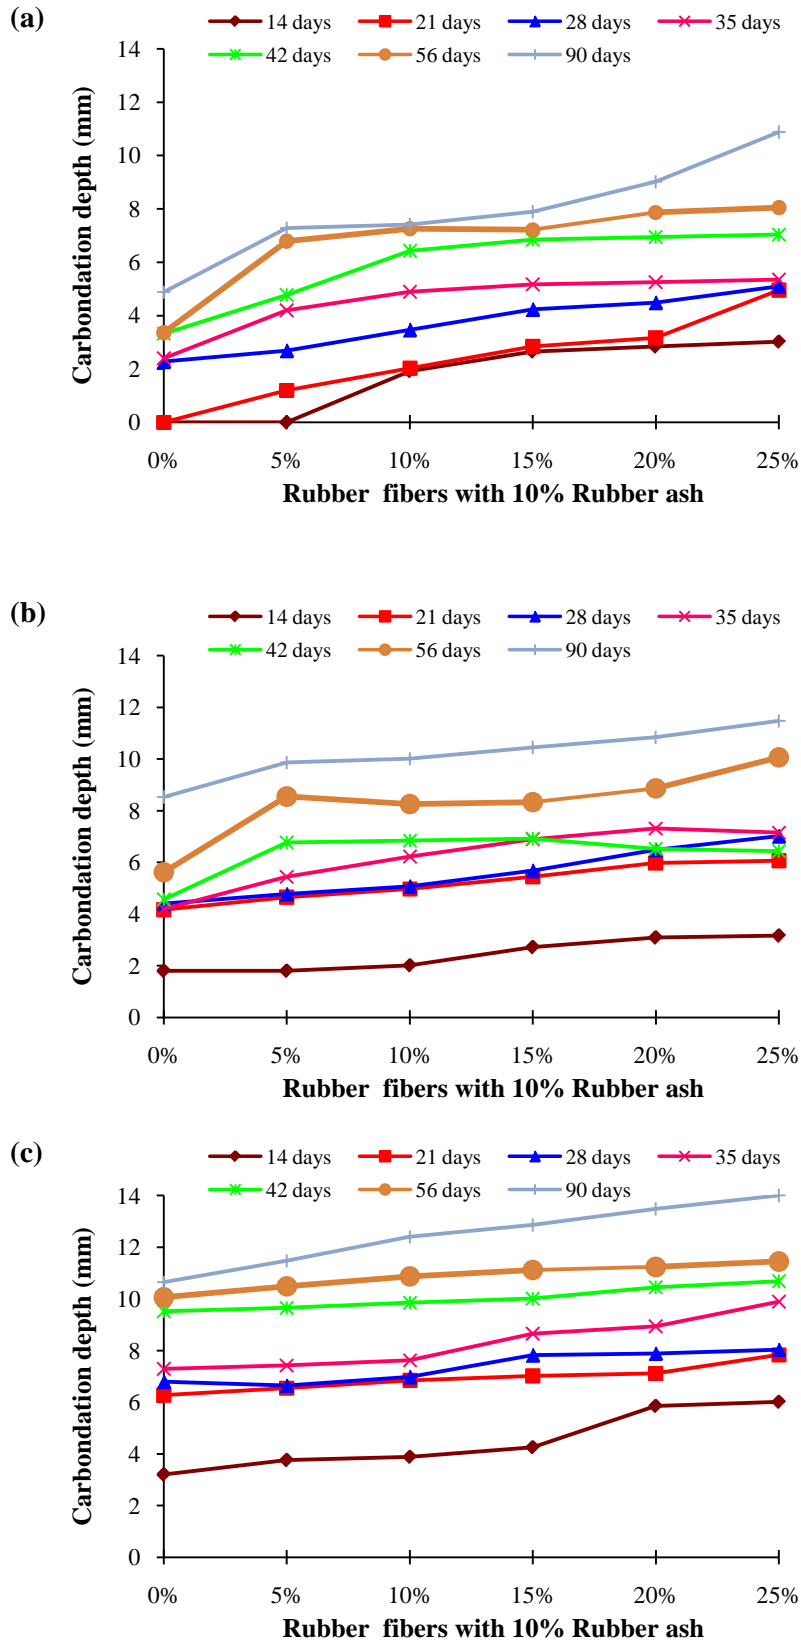 (a)
14 days 21 days 28 days 35 days
42 days 56 days 90 days
Carbondation depth (mm)
14
12
10
8
6
4
2
0
0% 5% 10% 15% 20% 25%
Rubber fibers with 10% Rubber ash
(b)
14 days 21 days 28 days 35 days
42 days 56 days 90 days
Carbondation depth (mm)
14
12
10
8
6
4
2
0
0% 5% 10% 15% 20% 25%
Rubber fibers with 10% Rubber ash
(c)
14 days 21 days 28 days 35 days
42 days 56 days 90 days
Carbondation depth (mm)
14
12
10
8
6
4
2
0
0% 5% 10% 15% 20% 25%
Rubber fibers with 10% Rubber ash